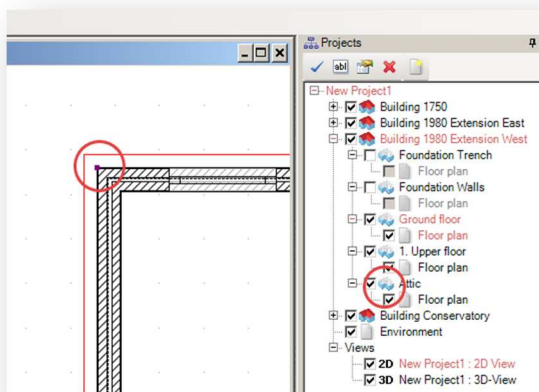 Projects
abl
New Project1
Building 1750
Building 1980 Extension East
Building 1980 Extension West
Foundation Trench
Floor plan
Foundation Walls
Floor plan
Ground floor
Floor plan
1. Upper floor
Floor plan
Attic
Floor plan
Building Conservatory
Environment
Views
2D New Project1 : 2D View
3D New Project1 : 3D-View